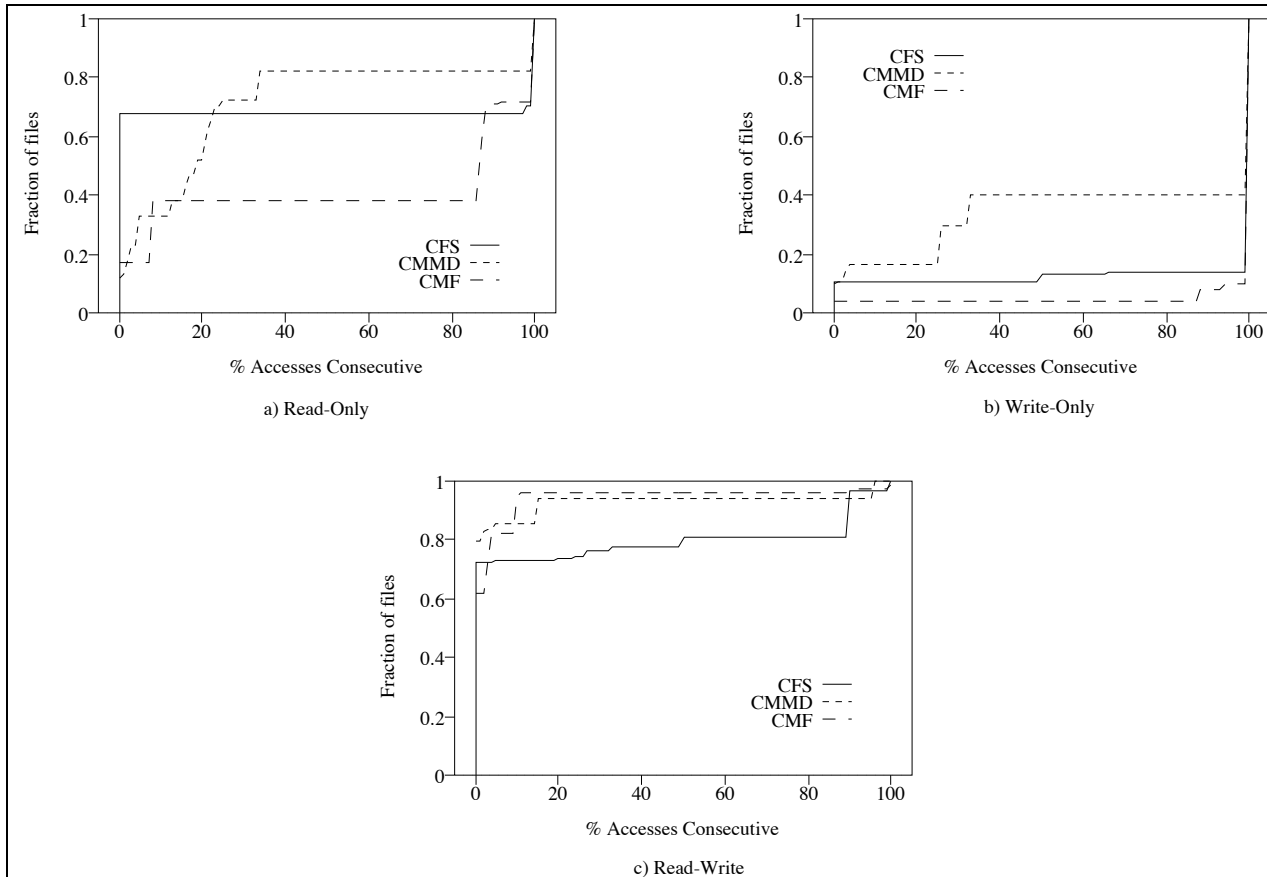 Fraction of files
1
0.8
0.6
0.4
0.2
0
CFS
CMMD
CMF
0 20 40 60 80 100
% Accesses Consecutive
a) Read-Only
Fraction of files
1
0.8
0.6
0.4
0.2
0
CFS
CMMD
CMF
0 20 40 60 80 100
% Accesses Consecutive
b) Write-Only
Fraction of files
1
0.8
0.6
0.4
0.2
0
CFS
CMMD
CMF
0 20 40 60 80 100
% Accesses Consecutive
c) Read-Write